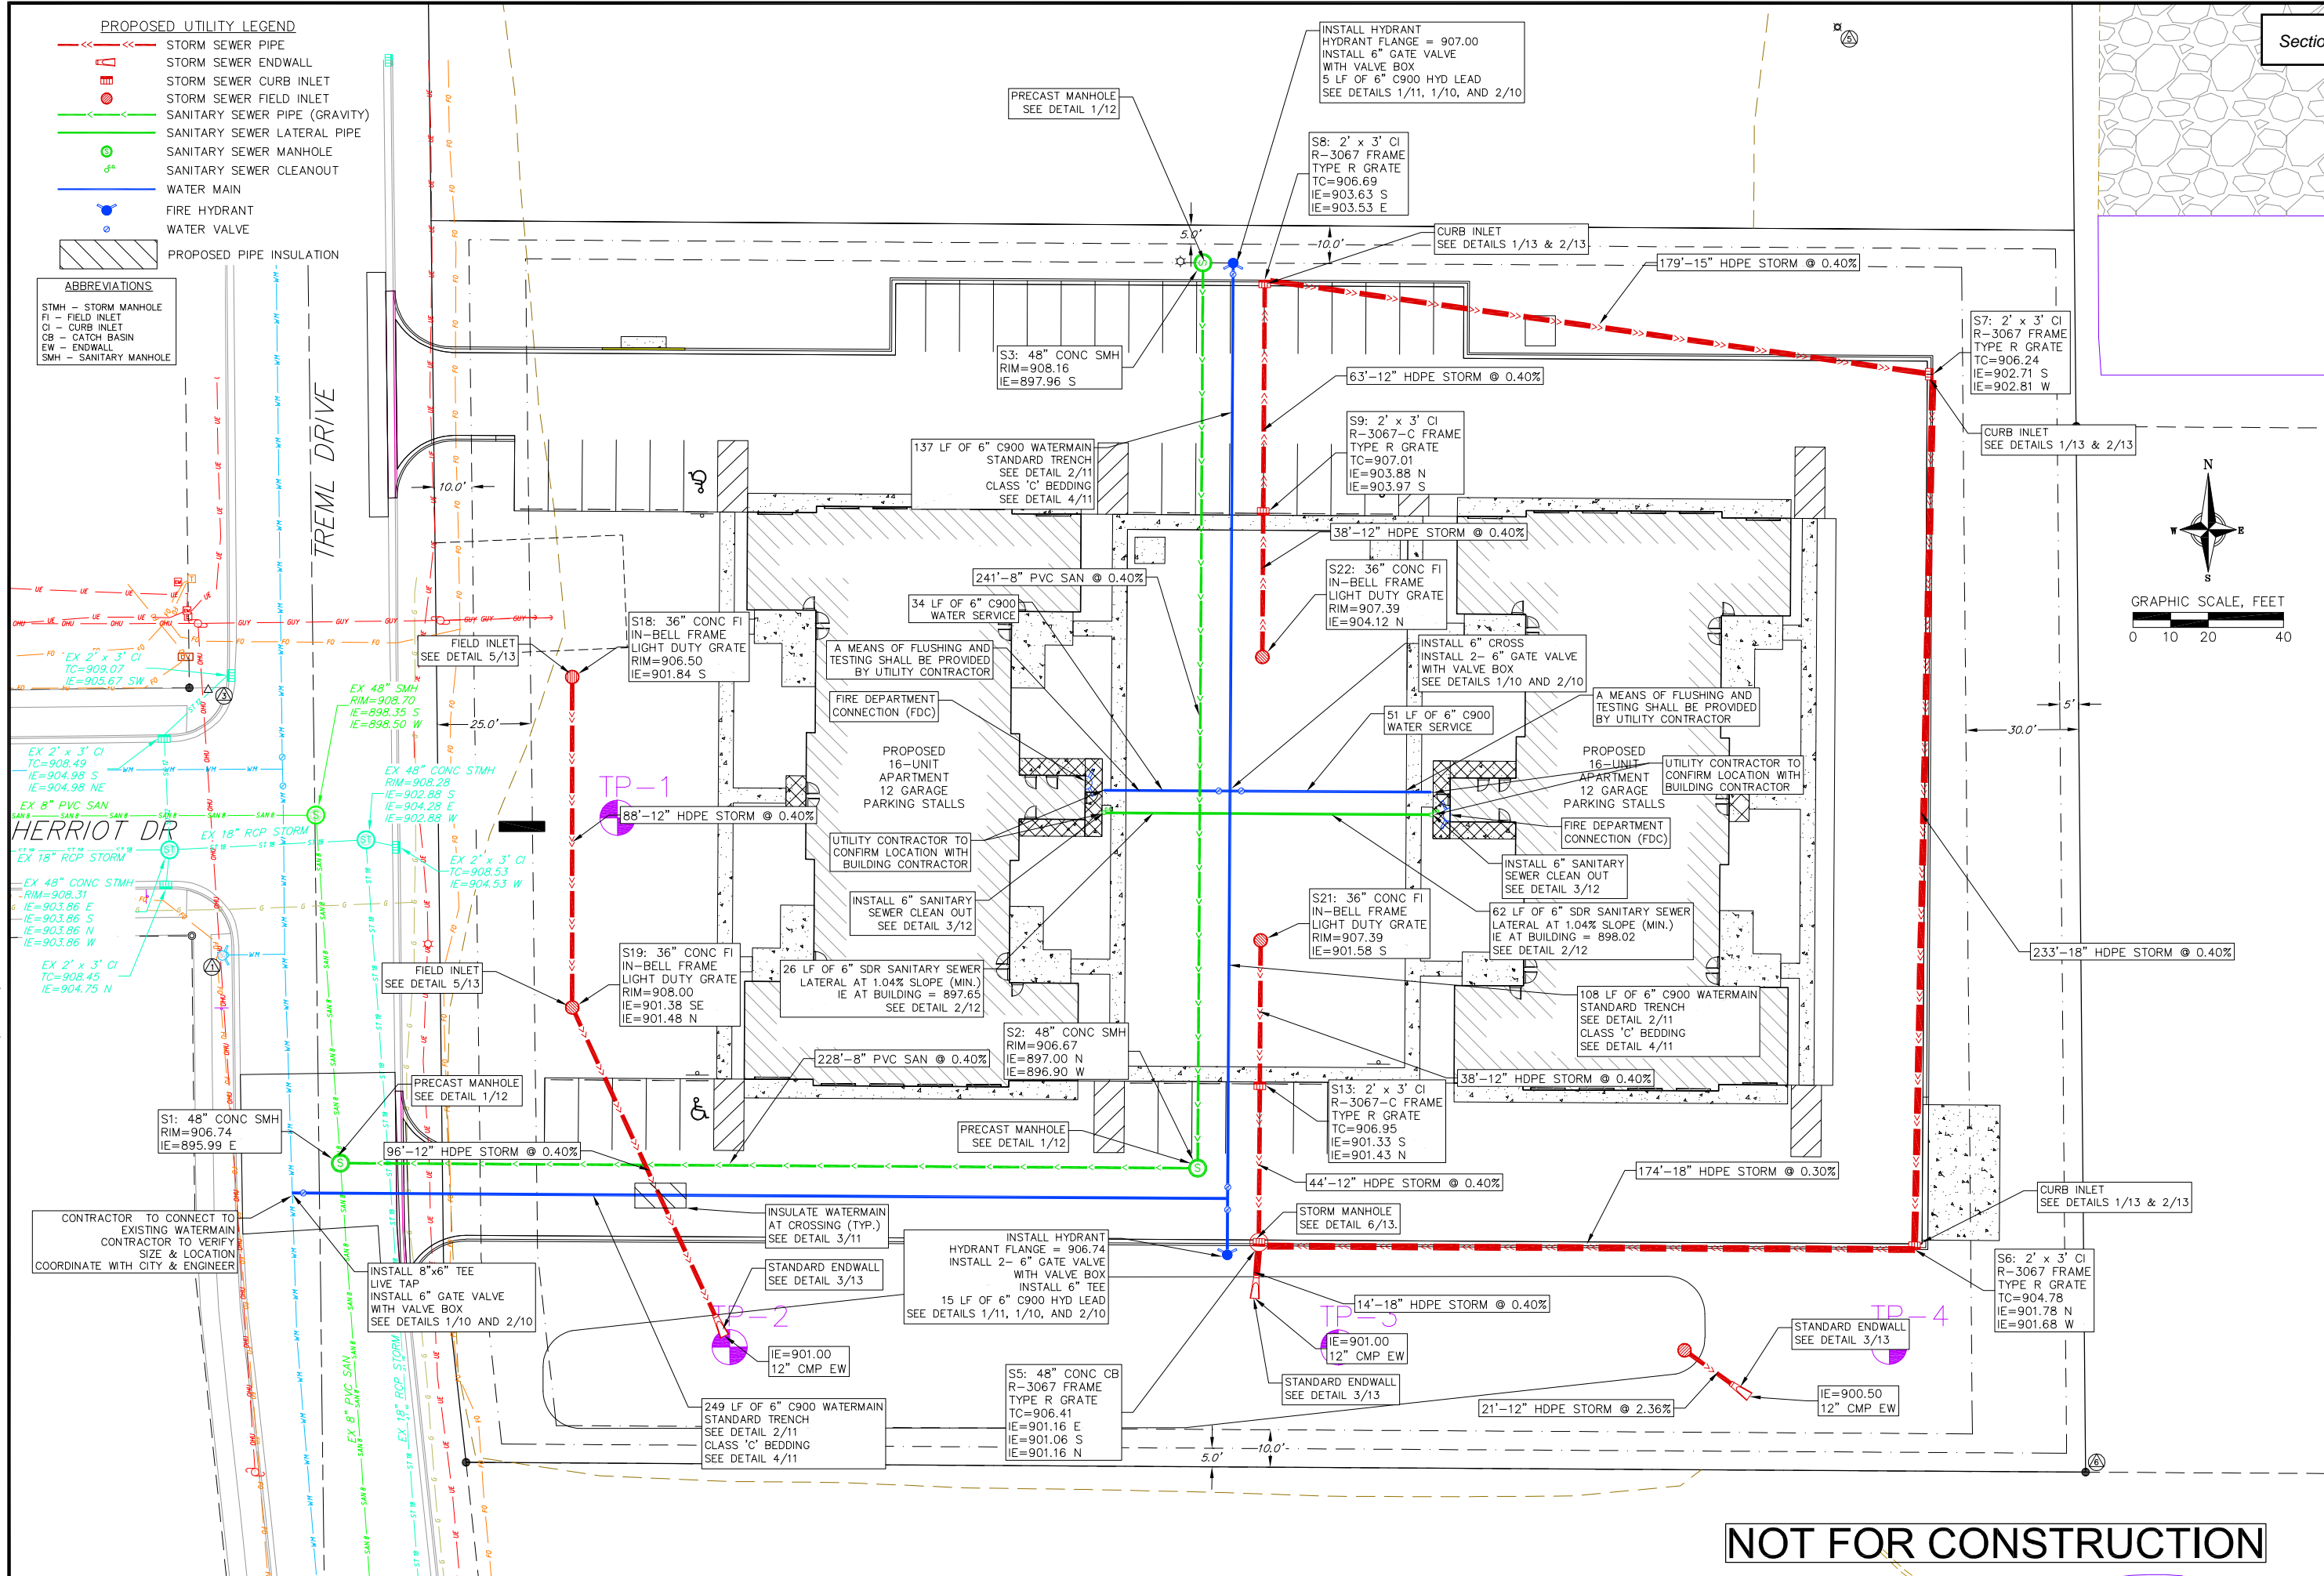 PROPOSED UTILITY LEGEND
STORM SEWER PIPE
STORM SEWER ENDWALL
STORM SEWER CURB INLET
STORM SEWER FIELD INLET
SANITARY SEWER PIPE (GRAVITY)
SANITARY SEWER LATERAL PIPE
SANITARY SEWER MANHOLE
SANITARY SEWER CLEANOUT
WATER MAIN
FIRE HYDRANT
WATER VALVE
PROPOSED PIPE INSULATION
ABBREVIATIONS
STMH – STORM MANHOLE
FI – FIELD INLET
CI – CURB INLET
CB – CATCH BASIN
EW – ENDWALL
SMH – SANITARY MANHOLE
TREML DRIVE
HERRIOT DR
PRECAST MANHOLE
SEE DETAIL 1/12
INSTALL HYDRANT
HYDRANT FLANGE = 907.00
INSTALL 6" GATE VALVE
WITH VALVE BOX
5 LF OF 6" C900 HYD LEAD
SEE DETAILS 1/11, 1/10, AND 2/10
Sectio
S8: 2' x 3' CI
R-3067 FRAME
TYPE R GRATE
TC=906.69
IE=903.63 S
IE=903.53 E
5.0'
10.0'
CURB INLET
SEE DETAILS 1/13 & 2/13
179'-15" HDPE STORM @ 0.40%
S7: 2' x 3' CI
R-3067 FRAME
TYPE R GRATE
TC=906.24
IE=902.71 S
IE=902.81 W
CURB INLET
SEE DETAILS 1/13 & 2/13
S3: 48" CONC SMH
RIM=908.16
IE=897.96 S
63'-12" HDPE STORM @ 0.40%
S9: 2' x 3' CI
R-3067-C FRAME
TYPE R GRATE
TC=907.01
IE=903.88 N
IE=903.97 S
137 LF OF 6" C900 WATERMAIN
STANDARD TRENCH
SEE DETAIL 2/11
CLASS 'C' BEDDING
SEE DETAIL 4/11
10.0'
38'-12" HDPE STORM @ 0.40%
241'-8" PVC SAN @ 0.40%
S22: 36" CONC FI
IN-BELL FRAME
LIGHT DUTY GRATE
RIM=907.39
IE=904.12 N
34 LF OF 6" C900
WATER SERVICE
N
W
E
S
GRAPHIC SCALE, FEET
0 10 20 40
S18: 36" CONC FI
IN-BELL FRAME
LIGHT DUTY GRATE
RIM=906.50
IE=901.84 S
FIELD INLET
SEE DETAIL 5/13
A MEANS OF FLUSHING AND
TESTING SHALL BE PROVIDED
BY UTILITY CONTRACTOR
INSTALL 6" CROSS
INSTALL 2- 6" GATE VALVE
WITH VALVE BOX
SEE DETAILS 1/10 AND 2/10
A MEANS OF FLUSHING AND
TESTING SHALL BE PROVIDED
BY UTILITY CONTRACTOR
FIRE DEPARTMENT
CONNECTION (FDC)
51 LF OF 6" C900
WATER SERVICE
EX 2' x 3' CI
TC=909.07
IE=905.67 SW
EX 48" SMH
RIM=908.70
IE=898.35 S
IE=898.50 W
25.0'
5'
30.0'
EX 2' x 3' CI
TC=908.49
IE=904.98 S
IE=904.98 NE
EX 48" CONC STMH
RIM=908.28
IE=902.88 S
IE=904.28 E
IE=902.88 W
TP-1
PROPOSED
16-UNIT
APARTMENT
12 GARAGE
PARKING STALLS
PROPOSED
16-UNIT
APARTMENT
12 GARAGE
PARKING STALLS
UTILITY CONTRACTOR TO
CONFIRM LOCATION WITH
BUILDING CONTRACTOR
EX 8" PVC SAN
88'-12" HDPE STORM @ 0.40%
FIRE DEPARTMENT
CONNECTION (FDC)
EX 18" RCP STORM
EX 18" RCP STORM
EX 2' x 3' CI
TC=908.53
IE=904.53 W
UTILITY CONTRACTOR TO
CONFIRM LOCATION WITH
BUILDING CONTRACTOR
INSTALL 6" SANITARY
SEWER CLEAN OUT
SEE DETAIL 3/12
EX 48" CONC STMH
RIM=908.31
IE=903.86 E
IE=903.86 S
IE=903.86 N
IE=903.86 W
INSTALL 6" SANITARY
SEWER CLEAN OUT
SEE DETAIL 3/12
S21: 36" CONC FI
IN-BELL FRAME
LIGHT DUTY GRATE
RIM=907.39
IE=901.58 S
62 LF OF 6" SDR SANITARY SEWER
LATERAL AT 1.04% SLOPE (MIN.)
IE AT BUILDING = 898.02
SEE DETAIL 2/12
233'-18" HDPE STORM @ 0.40%
EX 2' x 3' CI
TC=908.45
IE=904.75 N
FIELD INLET
SEE DETAIL 5/13
S19: 36" CONC FI
IN-BELL FRAME
LIGHT DUTY GRATE
RIM=908.00
IE=901.38 SE
IE=901.48 N
26 LF OF 6" SDR SANITARY SEWER
LATERAL AT 1.04% SLOPE (MIN.)
IE AT BUILDING = 897.65
SEE DETAIL 2/12
108 LF OF 6" C900 WATERMAIN
STANDARD TRENCH
SEE DETAIL 2/11
CLASS 'C' BEDDING
SEE DETAIL 4/11
S2: 48" CONC SMH
RIM=906.67
IE=897.00 N
IE=896.90 W
228'-8" PVC SAN @ 0.40%
38'-12" HDPE STORM @ 0.40%
PRECAST MANHOLE
SEE DETAIL 1/12
S1: 48" CONC SMH
RIM=906.74
IE=895.99 E
S13: 2' x 3' CI
R-3067-C FRAME
TYPE R GRATE
TC=906.95
IE=901.33 S
IE=901.43 N
PRECAST MANHOLE
SEE DETAIL 1/12
96'-12" HDPE STORM @ 0.40%
174'-18" HDPE STORM @ 0.30%
44'-12" HDPE STORM @ 0.40%
CURB INLET
SEE DETAILS 1/13 & 2/13
CONTRACTOR TO CONNECT TO
EXISTING WATERMAIN
CONTRACTOR TO VERIFY
SIZE & LOCATION
COORDINATE WITH CITY & ENGINEER
INSULATE WATERMAIN
AT CROSSING (TYP.)
SEE DETAIL 3/11
STORM MANHOLE
SEE DETAIL 6/13.
INSTALL HYDRANT
HYDRANT FLANGE = 906.74
INSTALL 2- 6" GATE VALVE
WITH VALVE BOX
INSTALL 6" TEE
15 LF OF 6" C900 HYD LEAD
SEE DETAILS 1/11, 1/10, AND 2/10
INSTALL 8"x6" TEE
LIVE TAP
INSTALL 6" GATE VALVE
WITH VALVE BOX
SEE DETAILS 1/10 AND 2/10
STANDARD ENDWALL
SEE DETAIL 3/13
S6: 2' x 3' CI
R-3067 FRAME
TYPE R GRATE
TC=904.78
IE=901.78 N
IE=901.68 W
TP-2
14'-18" HDPE STORM @ 0.40%
TP-3
TP-4
STANDARD ENDWALL
SEE DETAIL 3/13
IE=901.00
12" CMP EW
IE=901.00
12" CMP EW
STANDARD ENDWALL
SEE DETAIL 3/13
IE=900.50
12" CMP EW
S5: 48" CONC CB
R-3067 FRAME
TYPE R GRATE
TC=906.41
IE=901.16 E
IE=901.06 S
IE=901.16 N
21'-12" HDPE STORM @ 2.36%
249 LF OF 6" C900 WATERMAIN
STANDARD TRENCH
SEE DETAIL 2/11
CLASS 'C' BEDDING
SEE DETAIL 4/11
EX 8" PVC SAN
EX 18" RCP STORM
5.0'
10.0'
NOT FOR CONSTRUCTION